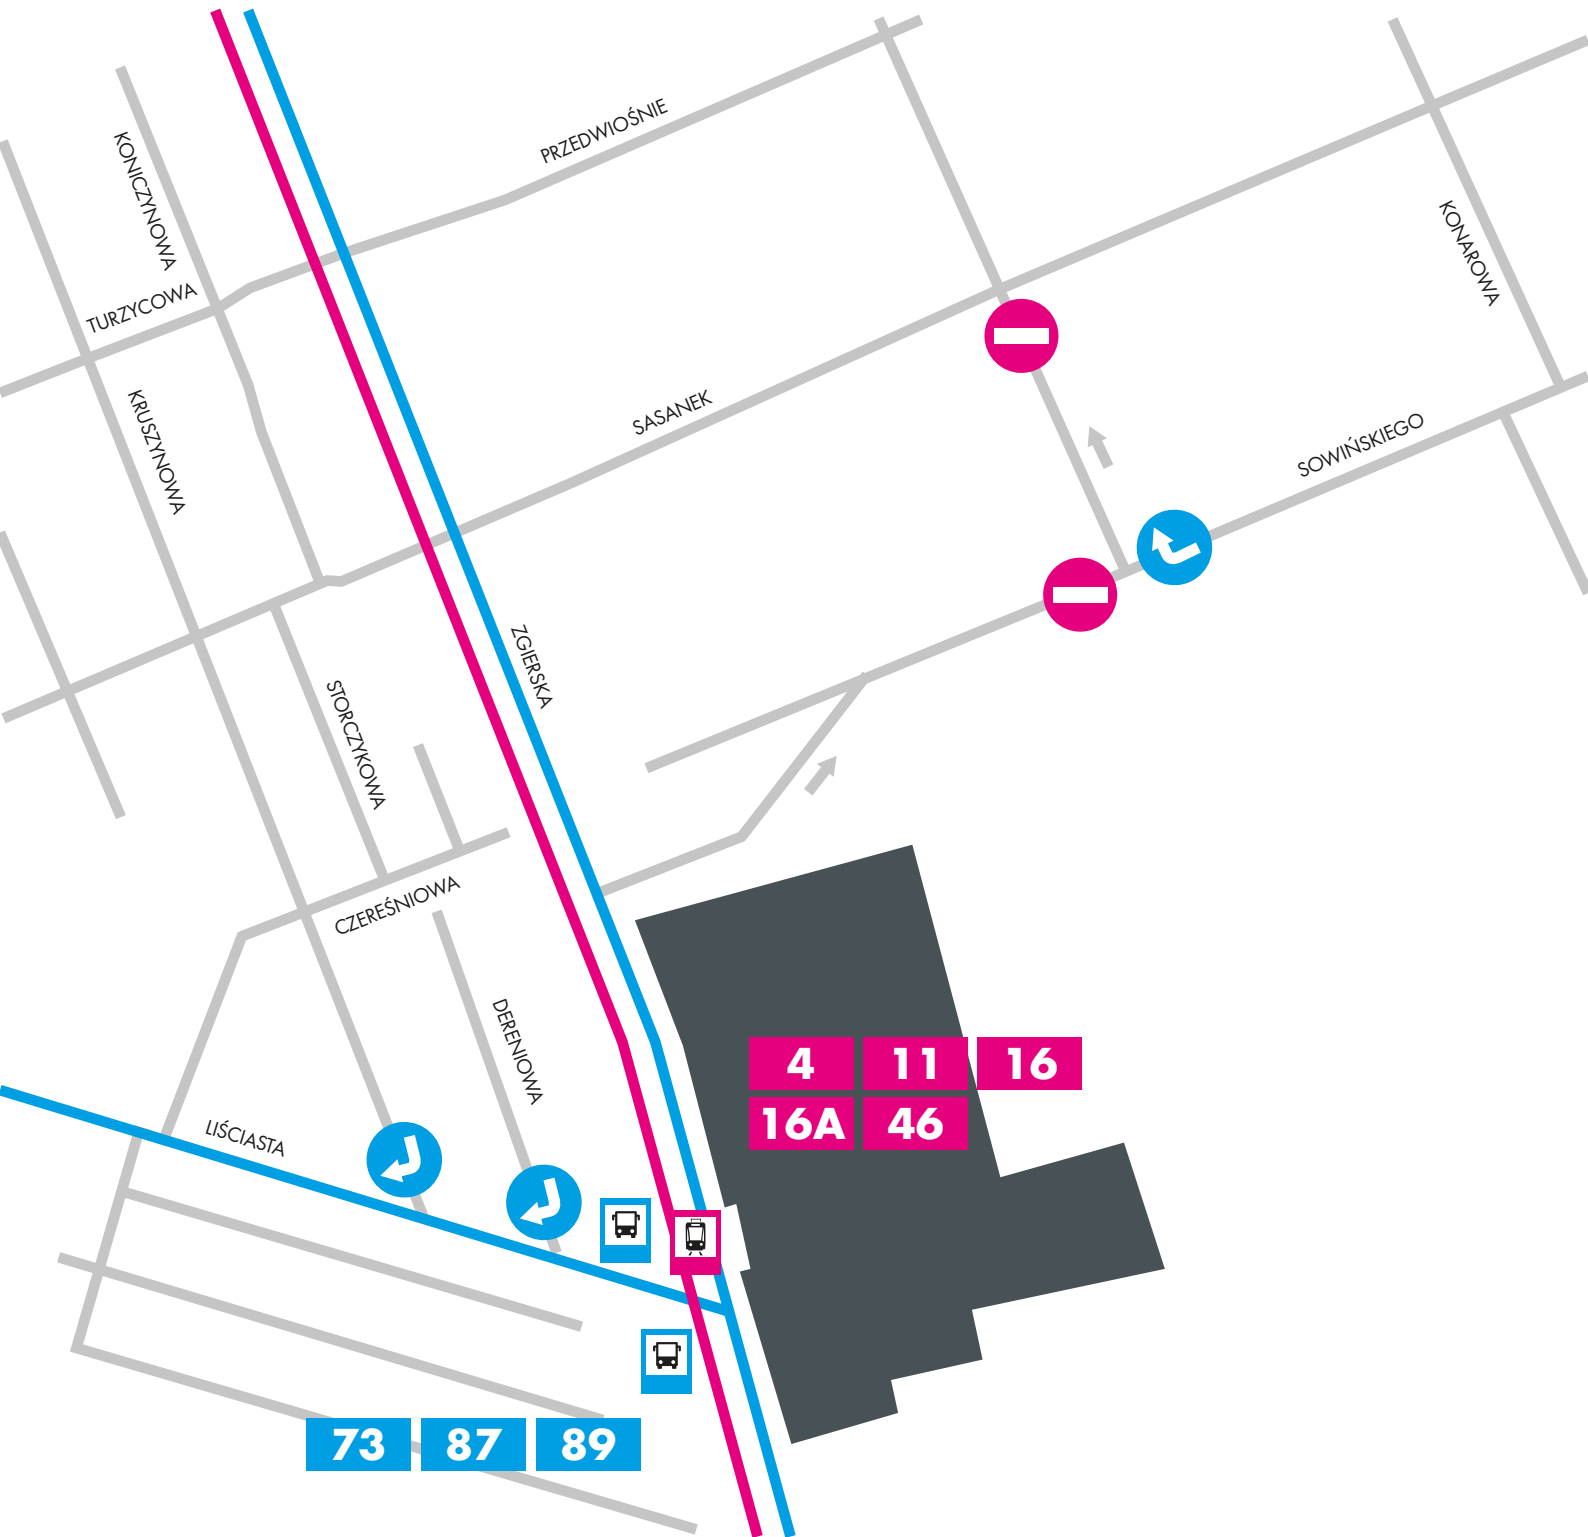 PRZEDWIOŚNIE
KONICZYNOWA
TURZYCOWA
KONAROWA
KRUSZYNOWA
SASANEK
SOWIŃSKIEGO
ZGIERSKA
STORCZYKOWA
CZEREŚNIOWA
DERENIOWA
LIŚCIASTA
4 11 16
16A 46
73 87 89